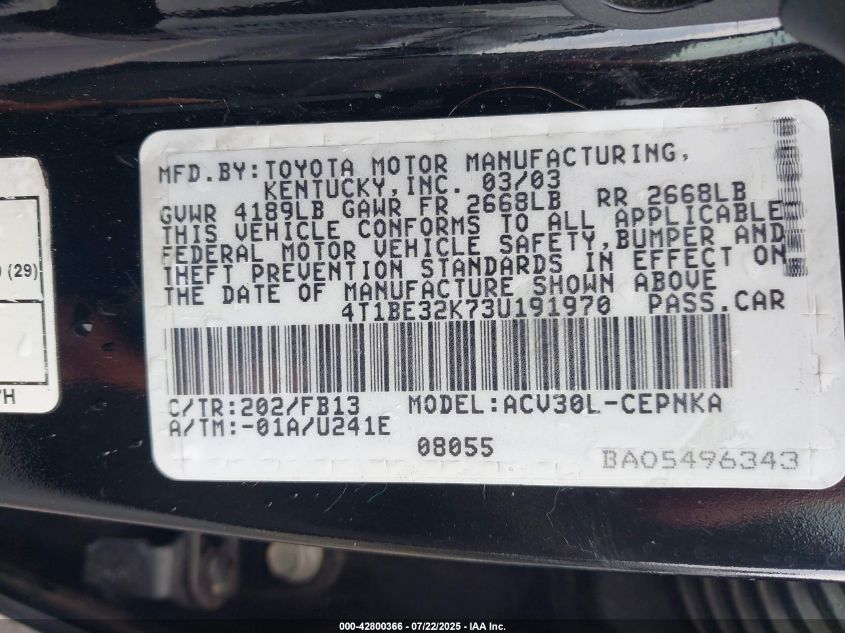 MFD.BY:TOYOTA MOTOR MANUFACTURING,
KENTUCKY,INC. 03/03
GVWR 4189LB GAWR FR 2668LB RR 2668LB
THIS VEHICLE CONFORMS TO ALL APPLICABLE
FEDERAL MOTOR VEHICLE SAFETY,BUMPER AND
THEFT PREVENTION STANDARDS IN EFFECT ON
THE DATE OF MANUFACTURE SHOWN ABOVE
4T1BE32K73U191970 PASS.CAR
C/TR:202/FB13 MODEL:ACV30L-CEPNKA
A/TM:-01A/U241E
08055
BA05496343
(29)
000-42800366 - 07/22/2025 - IAA Inc.